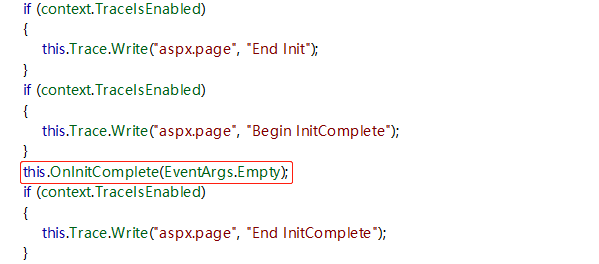 if (context.TraceIsEnabled)
{
this.Trace.Write("aspx.page", "End Init");
}
if (context.TraceIsEnabled)
{
this.Trace.Write("aspx.page", "Begin InitComplete");
}
this.OnInitComplete(EventArgs.Empty);
if (context.TraceIsEnabled)
{
this.Trace.Write("aspx.page", "End InitComplete");
}